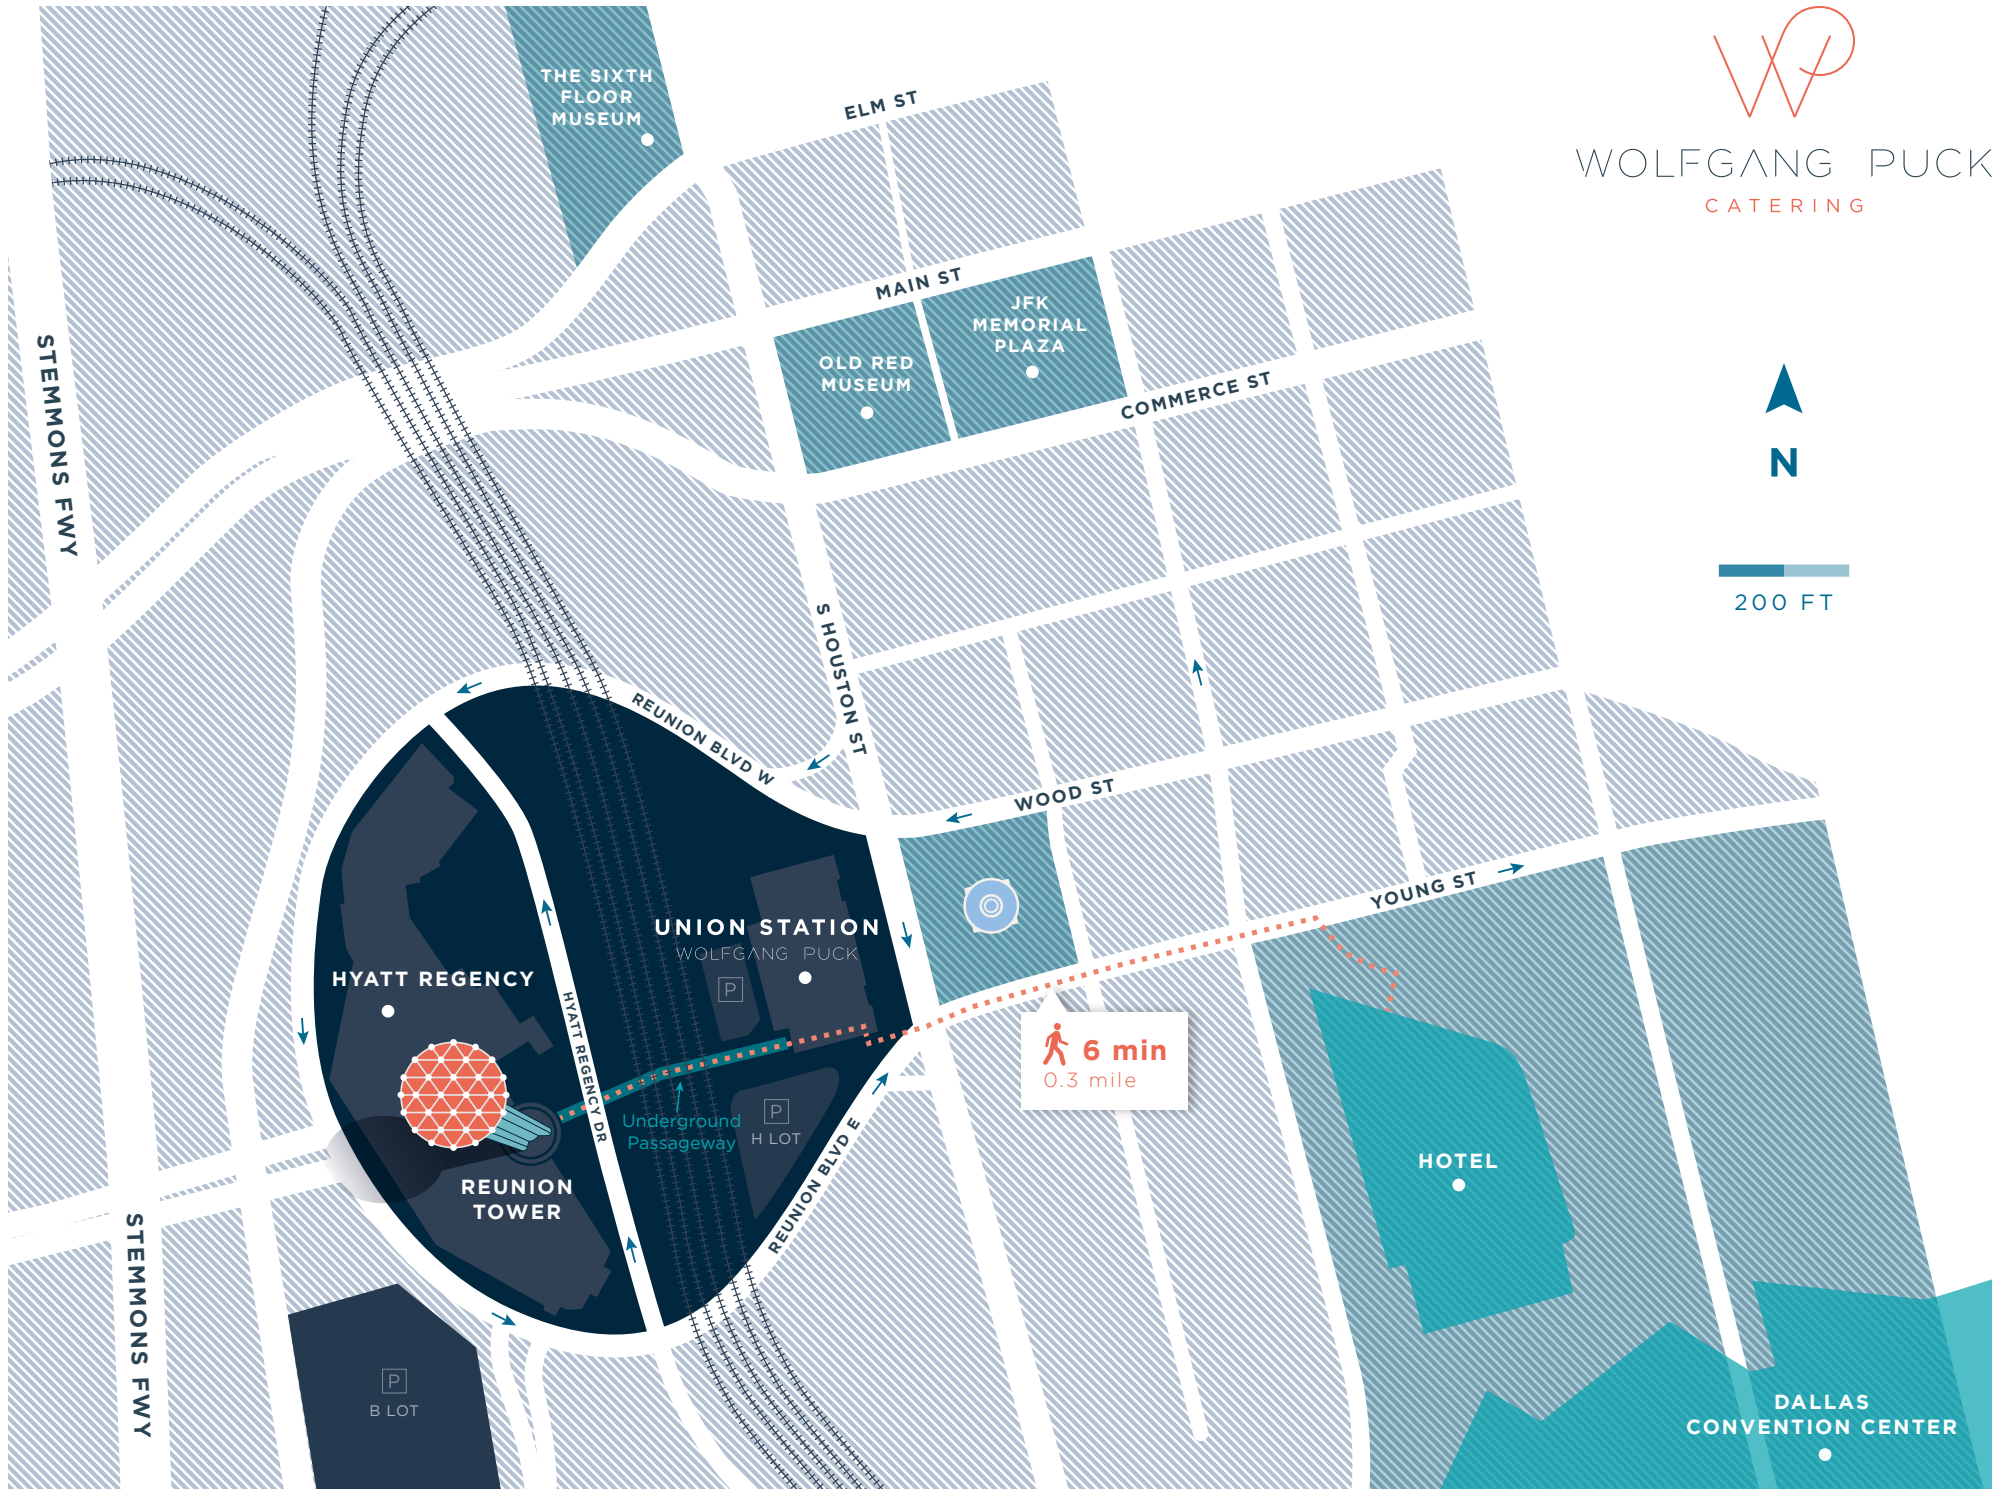 THE SIXTH
FLOOR
MUSEUM
ELM ST
WOLFGANG PUCK
CATERING
MAIN ST
JFK
MEMORIAL
PLAZA
OLD RED
MUSEUM
COMMERCE ST
STEMMONS FWY
N
200 FT
S HOUSTON ST
REUNION BLVD W
WOOD ST
YOUNG ST
UNION STATION
WOLFGANG PUCK
P
HYATT REGENCY
HYATT REGENCY DR
6 min
0.3 mile
Underground
Passageway
P
H LOT
REUNION BLVD E
HOTEL
REUNION
TOWER
STEMMONS FWY
P
B LOT
DALLAS
CONVENTION CENTER